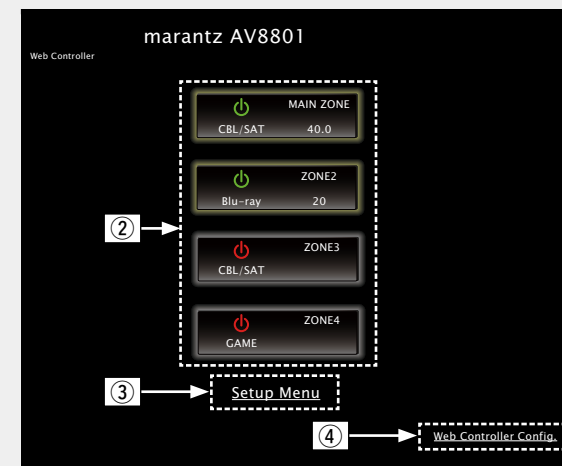 marantz AV8801
Web Controller
MAIN ZONE
CBL/SAT 40.0
ZONE2
Blu-ray 20
②
ZONE3
CBL/SAT
ZONE4
GAME
③ Setup Menu
④ Web Controller Config.